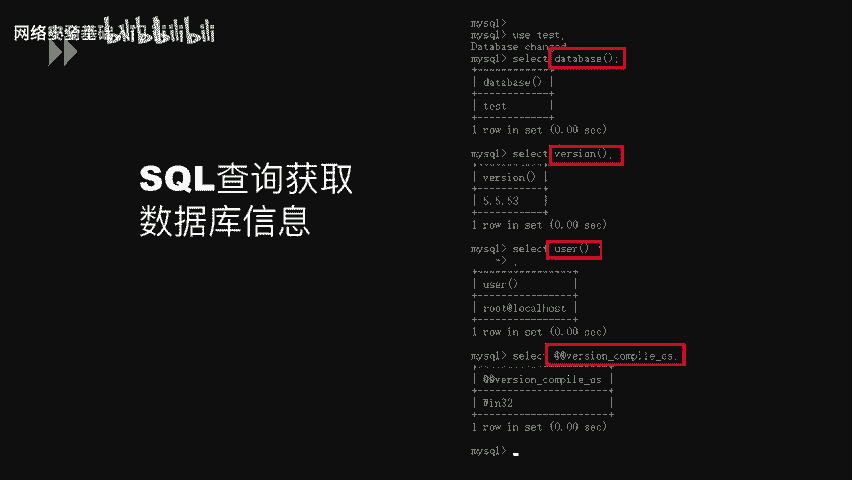 网络安全基础
bilibili
SQL查询获取
数据库信息
mysql>
mysql> use test;
Database changed
mysql> select database();
+------------+
| database() |
+------------+
| test       |
+------------+
1 row in set (0.00 sec)
mysql> select version();
+-----------+
| version() |
+-----------+
| 5.5.53    |
+-----------+
1 row in set (0.00 sec)
mysql> select user()
-> ;
+----------------+
| user()         |
+----------------+
| root@localhost |
+----------------+
1 row in set (0.00 sec)
mysql> select @@version_compile_os;
+----------------------+
| @@version_compile_os |
+----------------------+
| Win32                |
+----------------------+
1 row in set (0.00 sec)
mysql>